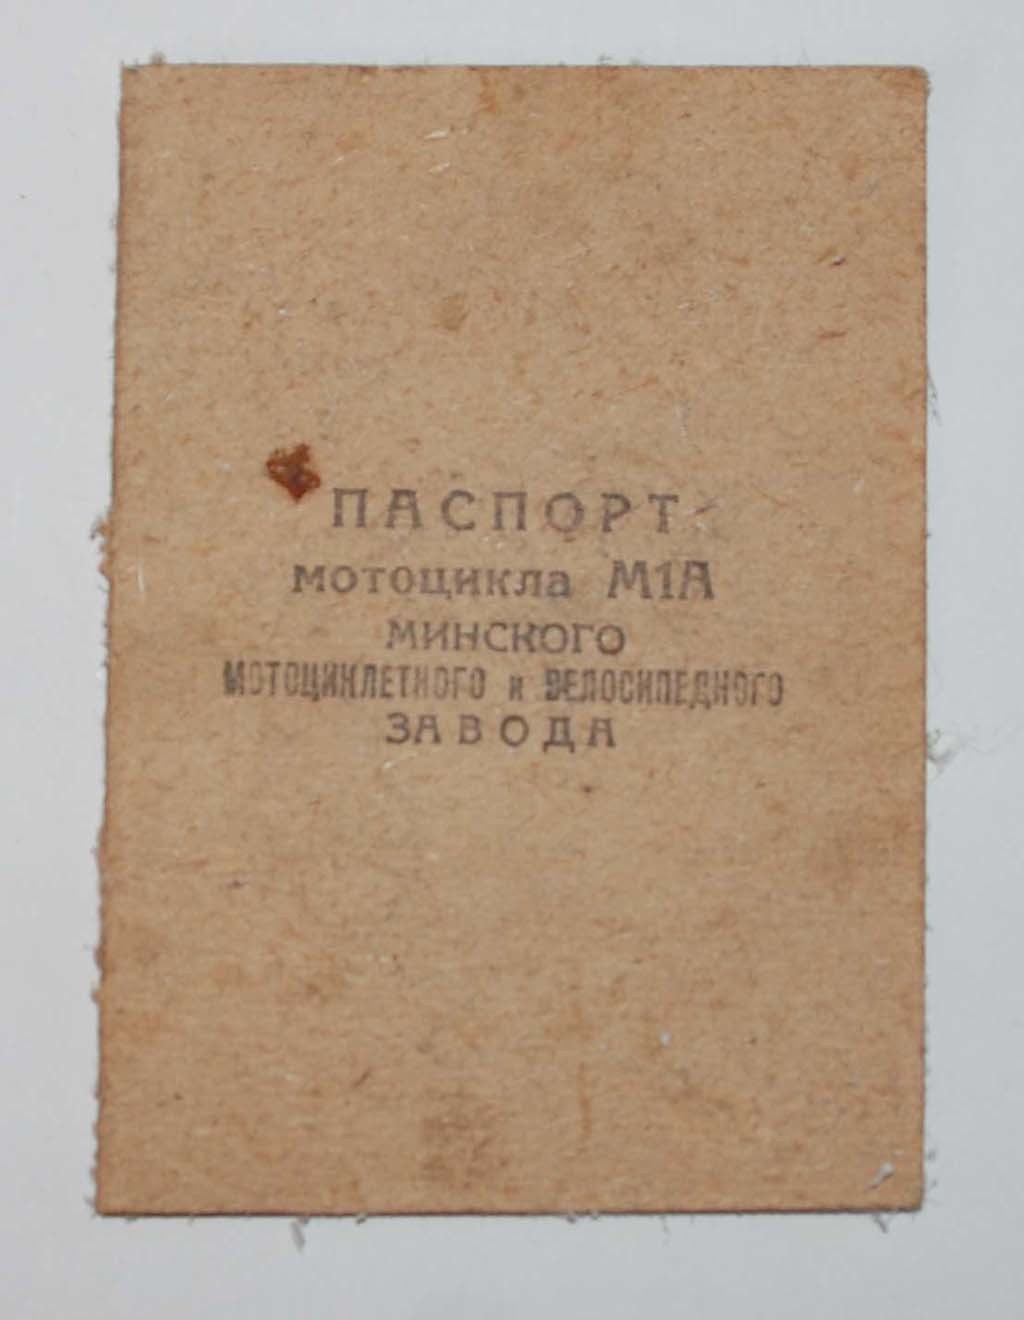 ПАСПОРТ
мотоцикла М1А
МИНСКОГО
МОТОЦИКЛЕТНОГО и ВЕЛОСИПЕДНОГО
ЗАВОДА